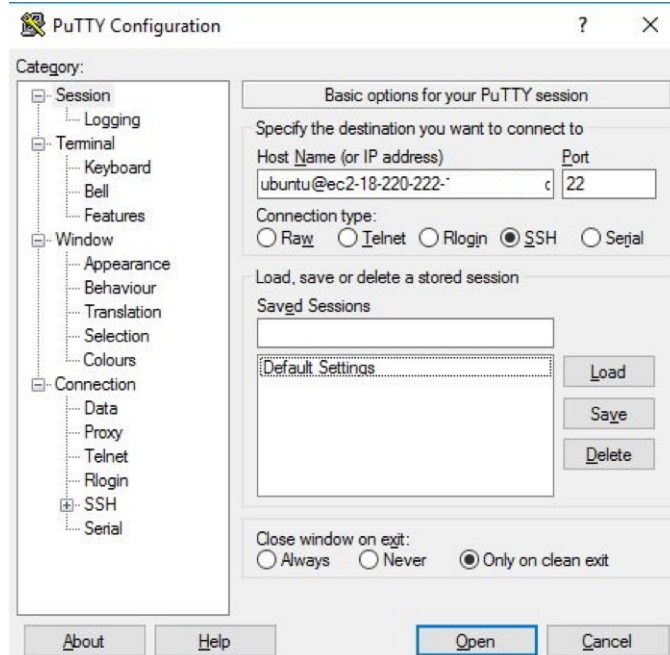 PuTTY Configuration
Category:
Session
Logging
Terminal
Keyboard
Bell
Features
Window
Appearance
Behaviour
Translation
Selection
Colours
Connection
Data
Proxy
Telnet
Rlogin
SSH
Serial
Basic options for your PuTTY session
Specify the destination you want to connect to
Host Name (or IP address) Port
ubuntu@ec2-18-220-222- c 22
Connection type:
Raw Telnet Rlogin SSH Serial
Load, save or delete a stored session
Saved Sessions
Default Settings
Load
Save
Delete
Close window on exit:
Always Never Only on clean exit
About Help Open Cancel